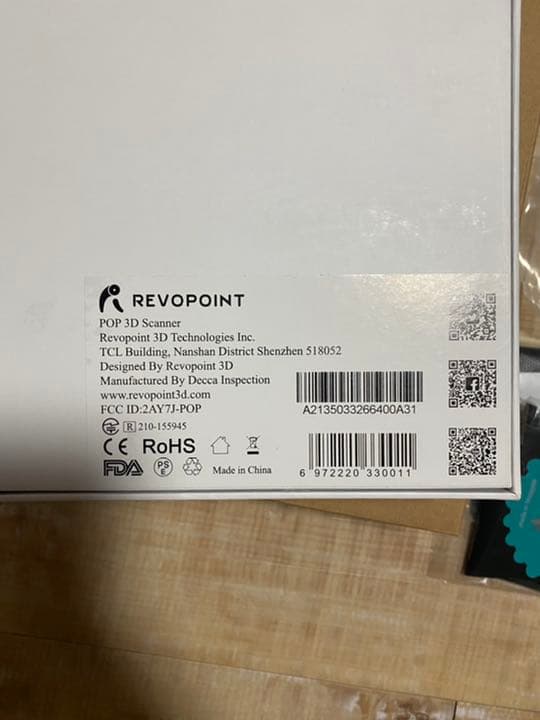 REVOPOINT
POP 3D Scanner
Revopoint 3D Technologies Inc.
TCL Building, Nanshan District Shenzhen 518052
Designed By Revopoint 3D
Manufactured By Decca Inspection
www.revopoint3d.com
FCC ID:2AY7J-POP
A2135033266400A31
R 210-155945
CE RoHS
FDA PSE Made in China
6 972220 330011